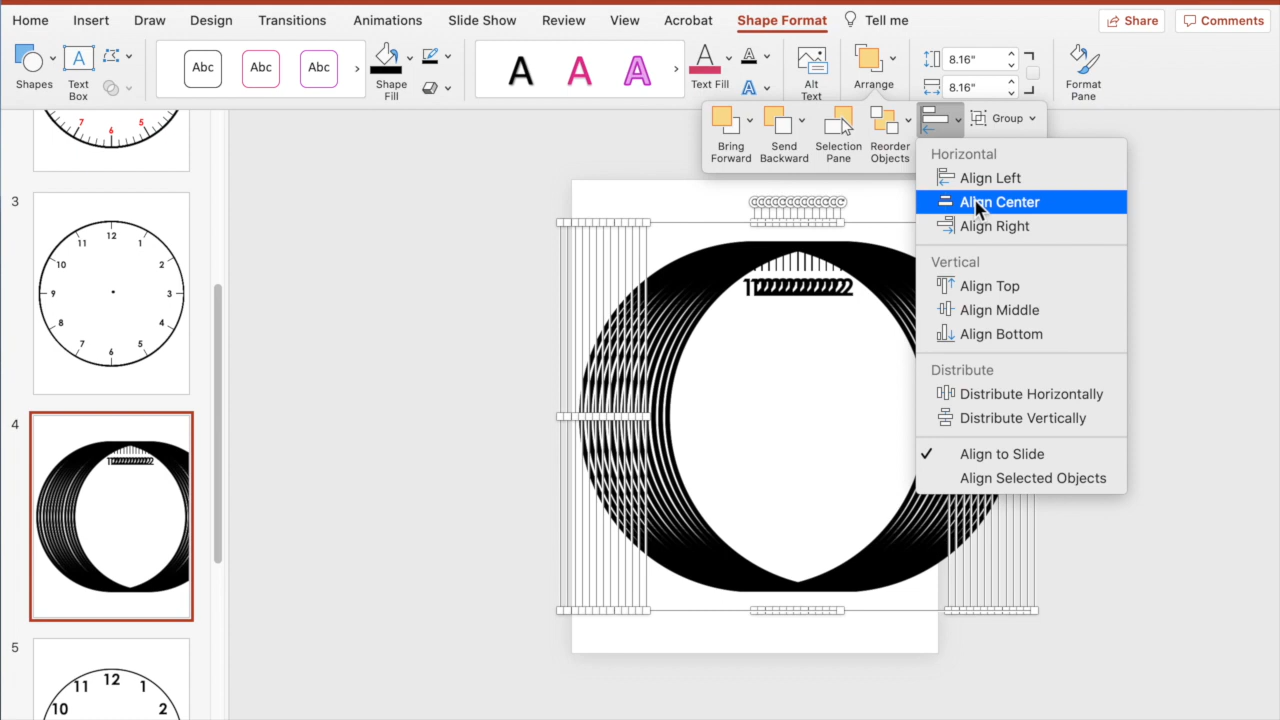 Home Insert Draw Design Transitions Animations Slide Show Review View Acrobat Shape Format Tell me Share Comments
Abc Abc Abc A A A A A A
8.16"
8.16"
Shapes Text Box Shape Fill Text Fill Alt Text Arrange Format Pane
Bring Forward Send Backward Selection Pane Reorder Objects Group
Horizontal
Align Left
Align Center
Align Right
Vertical
Align Top
Align Middle
Align Bottom
Distribute
Distribute Horizontally
Distribute Vertically
Align to Slide
Align Selected Objects
7 6 5
3
12
11 1
10 2
9 3
8 4
7 5
6
4
5
12
11 1
10 2